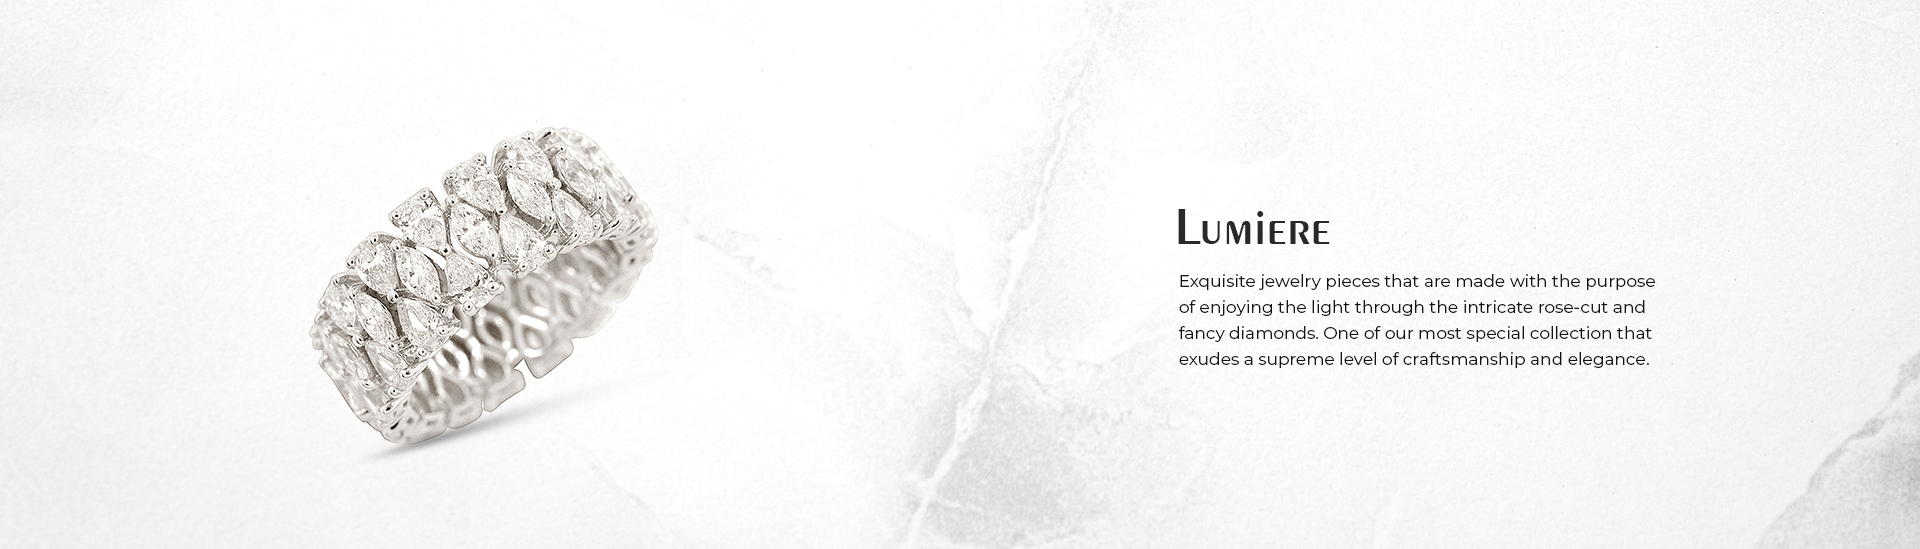 Lumiere
Exquisite jewelry pieces that are made with the purpose
of enjoying the light through the intricate rose-cut and
fancy diamonds. One of our most special collection that
exudes a supreme level of craftsmanship and elegance.